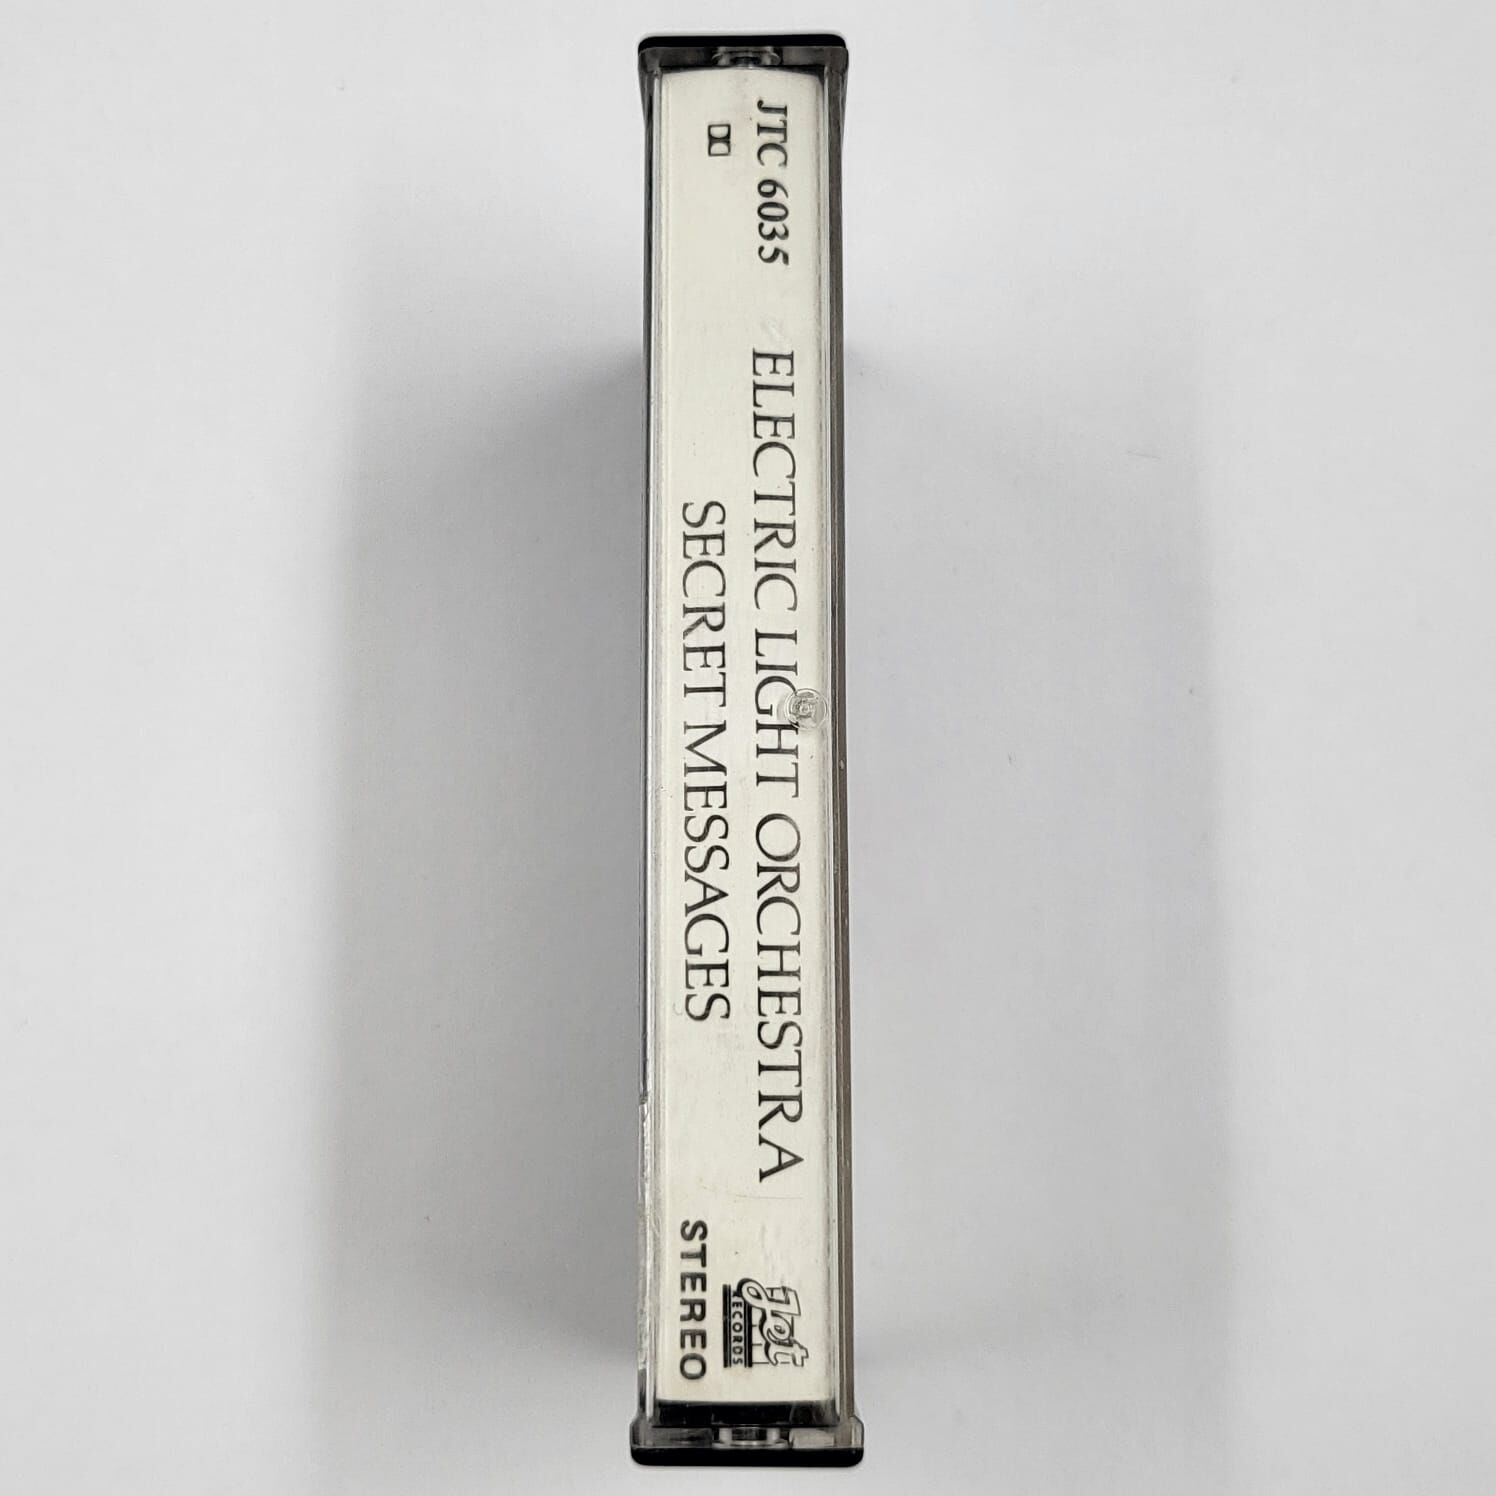 JTC 6035
ELECTRIC LIGHT ORCHESTRA
SECRET MESSAGES
Jet
RECORDS
STEREO